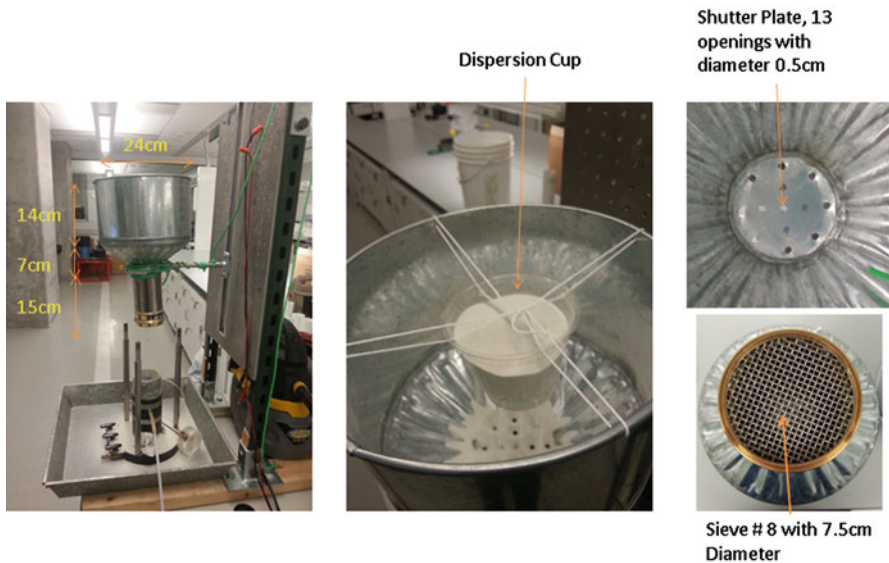 Shutter Plate, 13
openings with
diameter 0.5cm
Dispersion Cup
24cm
14cm
7cm
15cm
Sieve # 8 with 7.5cm
Diameter